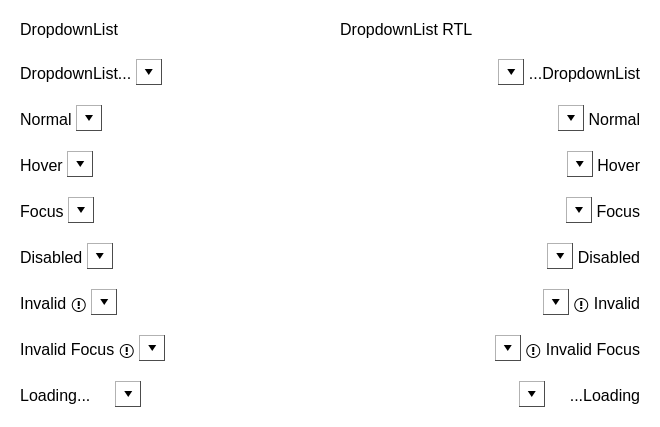 DropdownList
DropdownList RTL
DropdownList...
...DropdownList
Normal
Normal
Hover
Hover
Focus
Focus
Disabled
Disabled
Invalid
Invalid
Invalid Focus
Invalid Focus
Loading...
...Loading